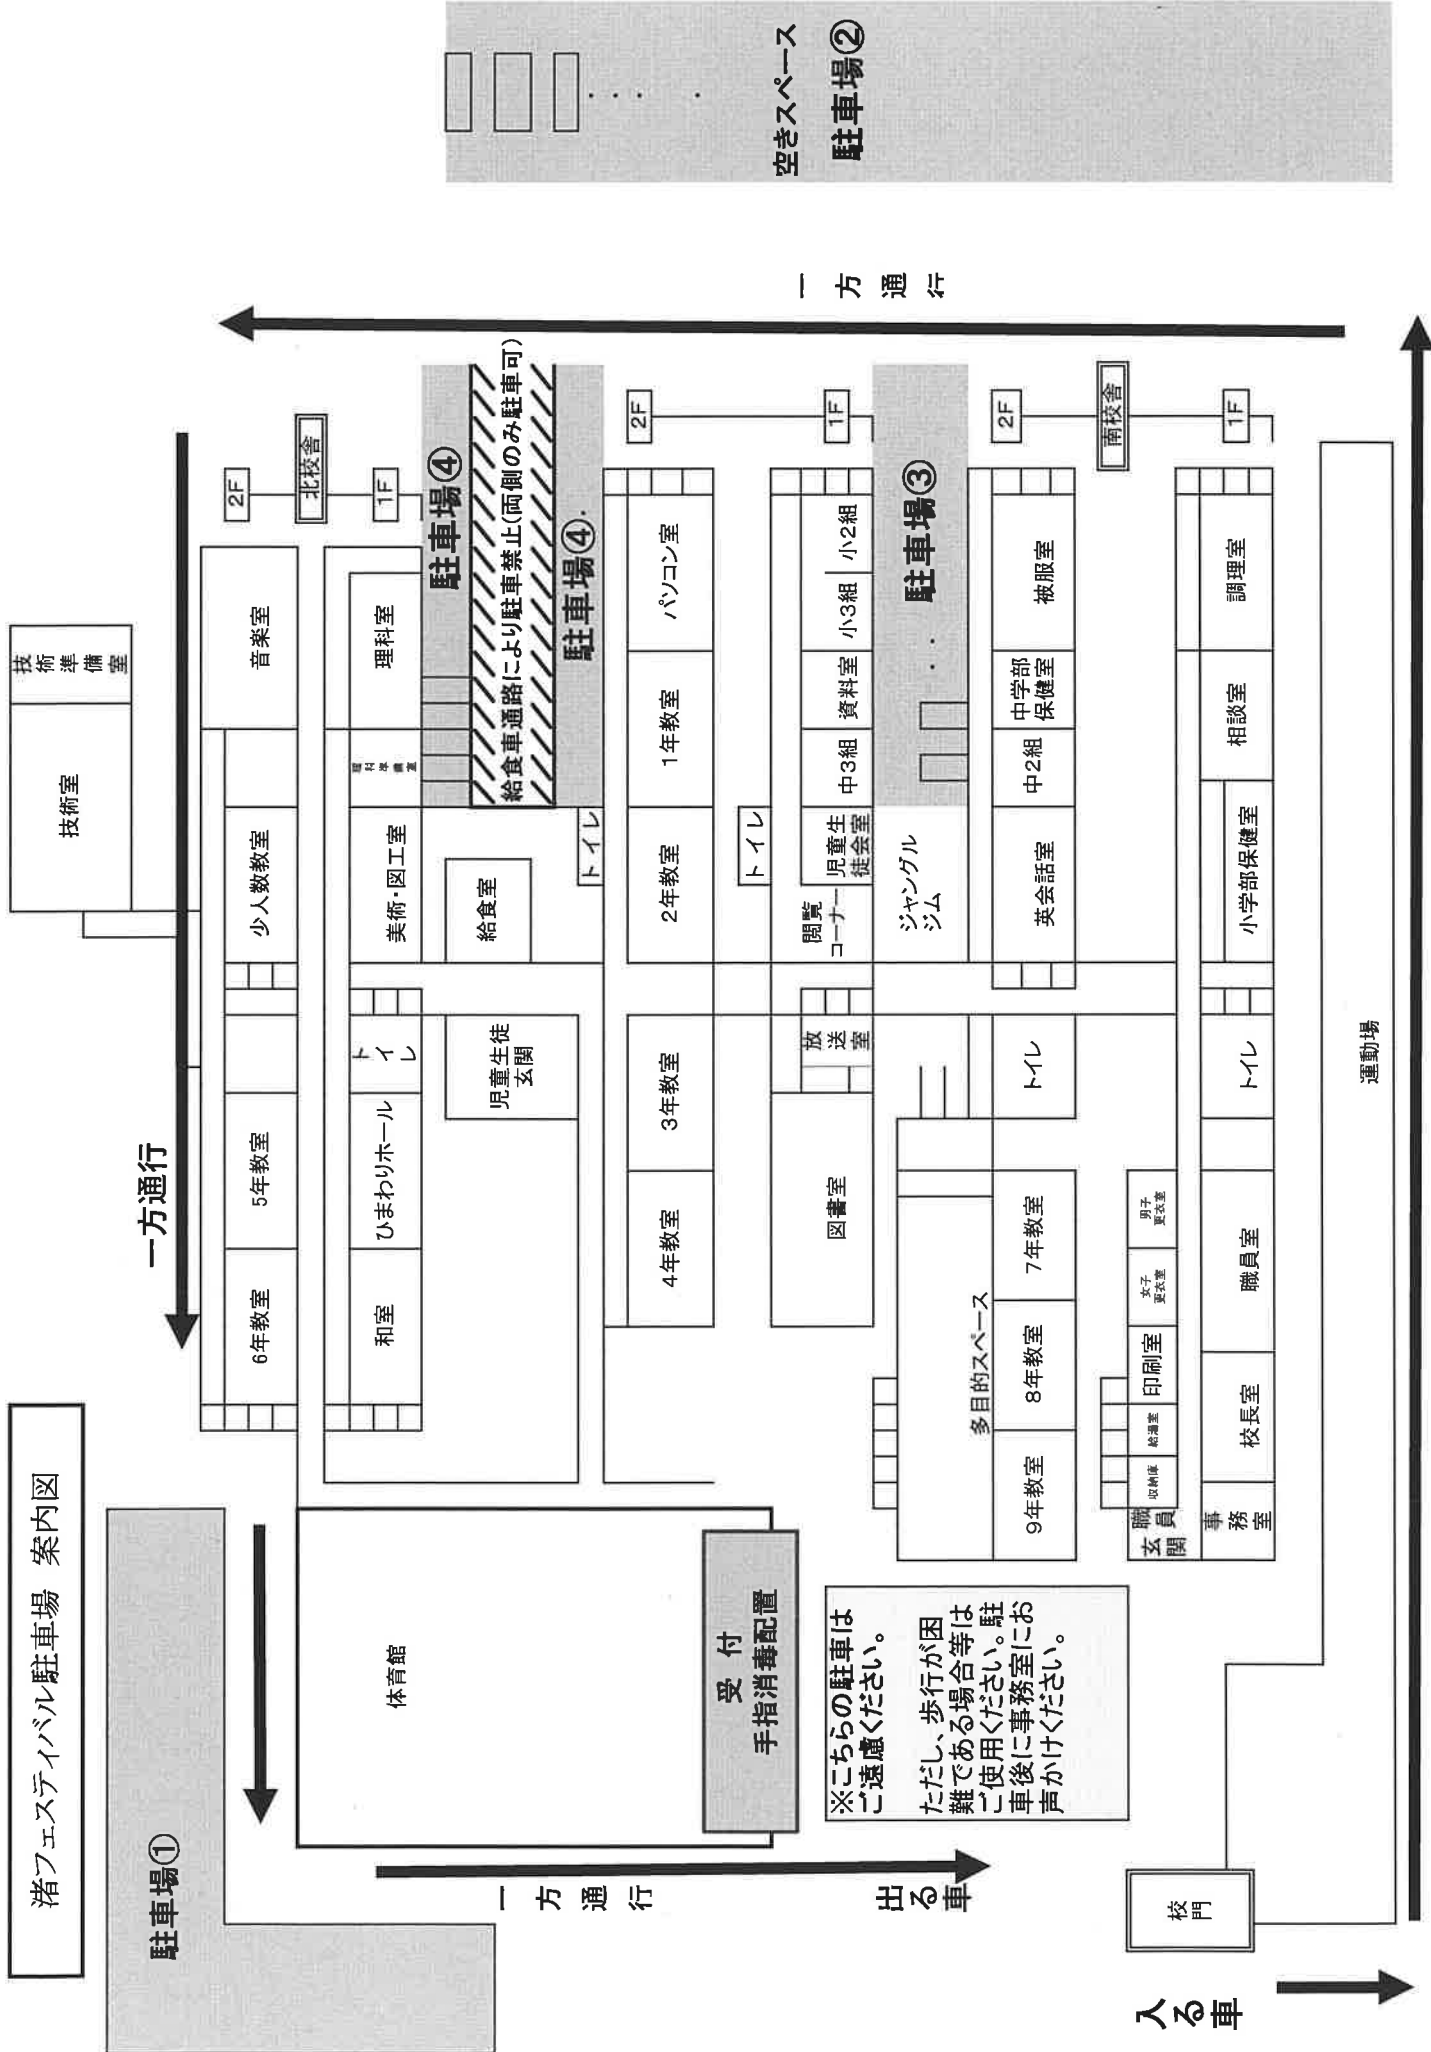 渚フェスティバル駐車場 案内図
技術室
技術準備室
駐車場①
一方通行
6年教室
5年教室
少人数教室
音楽室
2F
北校舎
和室
ひまわりホール
トイレ
美術・図工室
理科準備室
理科室
1F
体育館
児童生徒
玄関
給食室
駐車場④
給食車通路により駐車禁止(両側のみ駐車可)
駐車場④.
トイレ
一方通行
4年教室
3年教室
2年教室
1年教室
パソコン室
2F
受 付
手指消毒配置
トイレ
図書室
放送室
閲覧
コーナー
児童生
徒会室
中3組
資料室
小3組
小2組
1F
※こちらの駐車は
ご遠慮ください。
ただし、歩行が困
難である場合等は
ご使用ください。駐
車後に事務室にお
声かけください。
出る車
ジャングル
ジム
駐車場③
多目的スペース
9年教室
8年教室
7年教室
トイレ
英会話室
中2組
中学部
保健室
被服室
2F
南校舎
職員
玄関
収納庫
給湯室
印刷室
女子
更衣室
男子
更衣室
事務室
校長室
職員室
トイレ
小学部保健室
相談室
調理室
1F
校門
入る車
運動場
一方通行
空きスペース
駐車場②